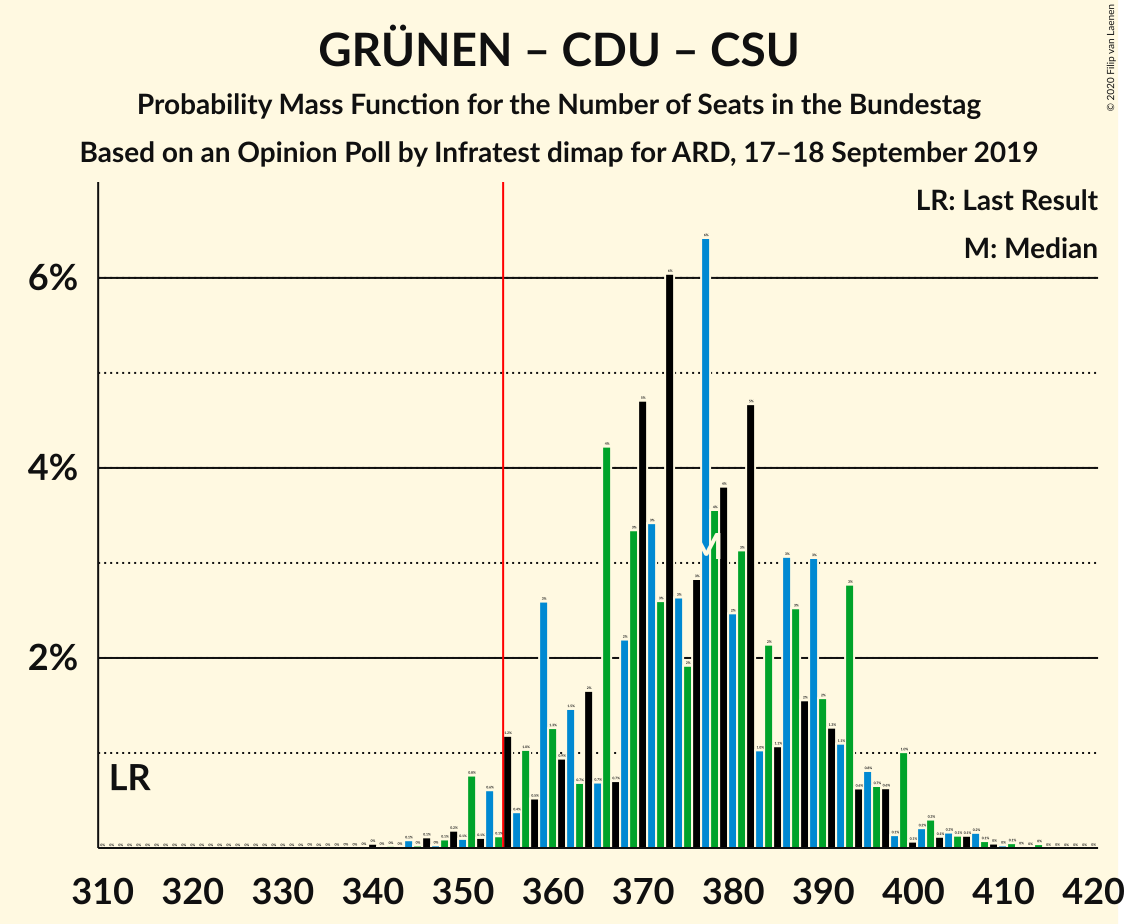 GRÜNEN – CDU – CSU
Probability Mass Function for the Number of Seats in the Bundestag
Based on an Opinion Poll by Infratest dimap for ARD, 17–18 September 2019
© 2020 Filip van Laenen
LR: Last Result
M: Median
6%
4%
2%
LR
M
310 320 330 340 350 360 370 380 390 400 410 420